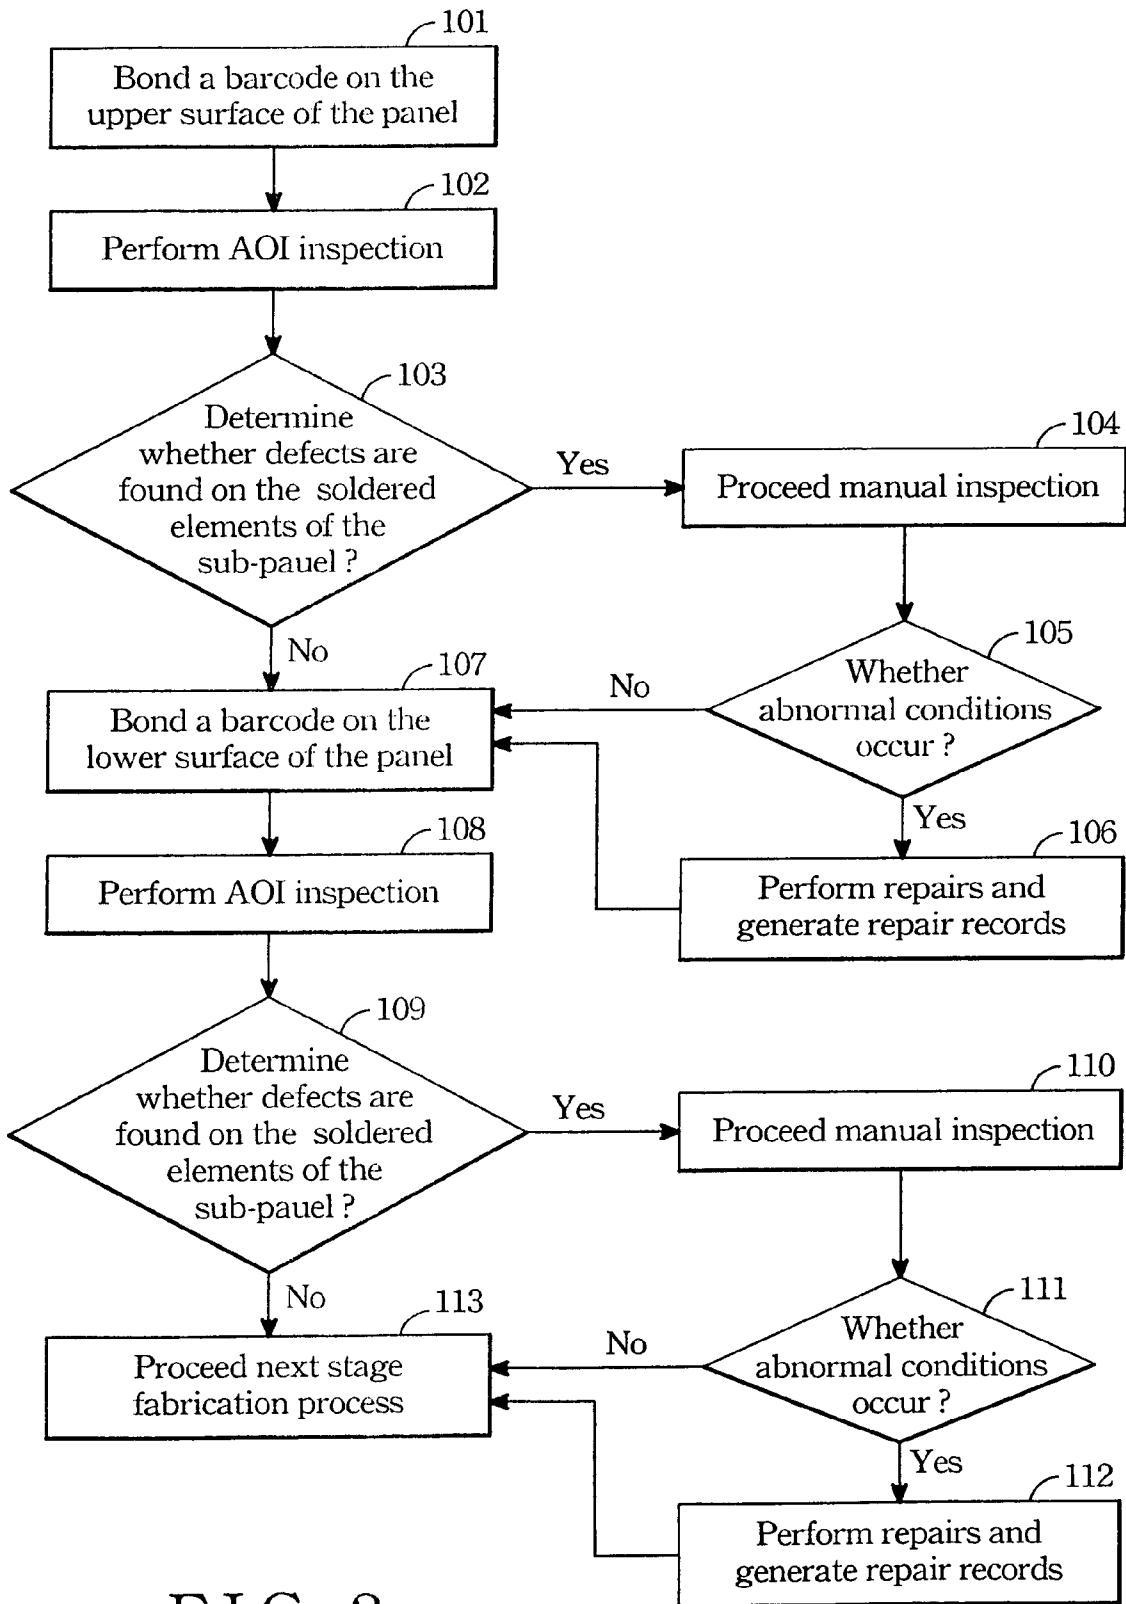 101
Bond a barcode on the
upper surface of the panel
102
Perform AOI inspection
103
Determine
whether defects are
found on the soldered
elements of the
sub-pauel ?
Yes
104
Proceed manual inspection
No
105
Whether
abnormal conditions
occur ?
No
Yes
106
Perform repairs and
generate repair records
107
Bond a barcode on the
lower surface of the panel
108
Perform AOI inspection
109
Determine
whether defects are
found on the soldered
elements of the
sub-pauel ?
Yes
110
Proceed manual inspection
No
111
Whether
abnormal conditions
occur ?
No
Yes
112
Perform repairs and
generate repair records
113
Proceed next stage
fabrication process